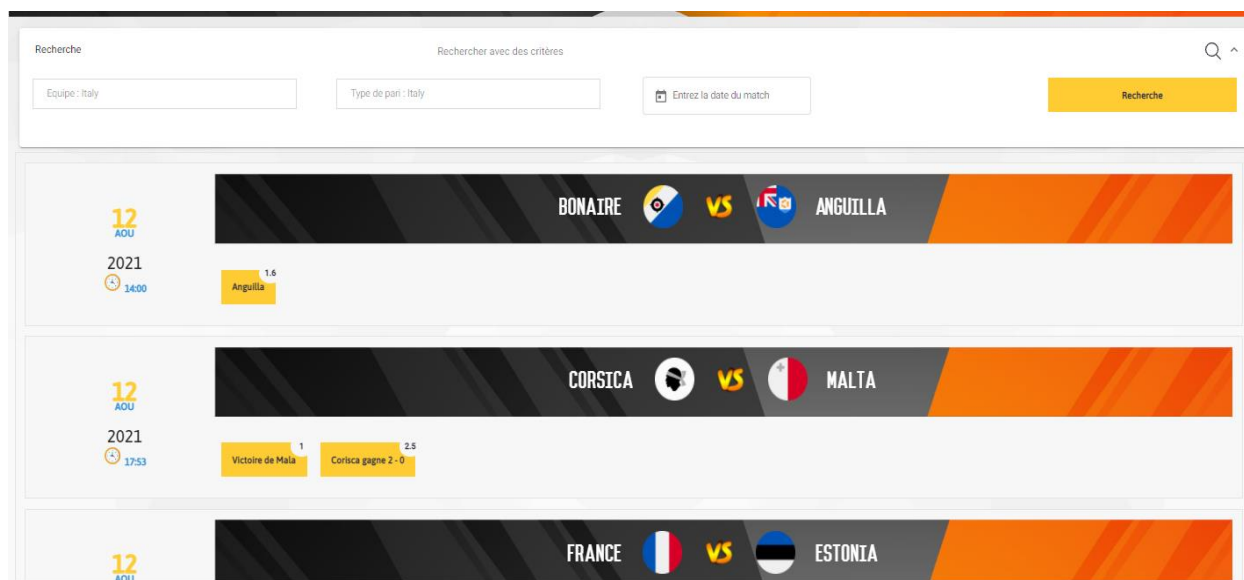 Recherche
Rechercher avec des critères
Equipe : Italy
Type de pari : Italy
Entrez la date du match
Recherche
12
AOU
2021
14:00
BONAIRE VS ANGUILLA
Anguilla 1.6
12
AOU
2021
17:53
CORSICA VS MALTA
Victoire de Mala 1
Corisca gagne 2 - 0 2.5
12
AOU
FRANCE VS ESTONIA